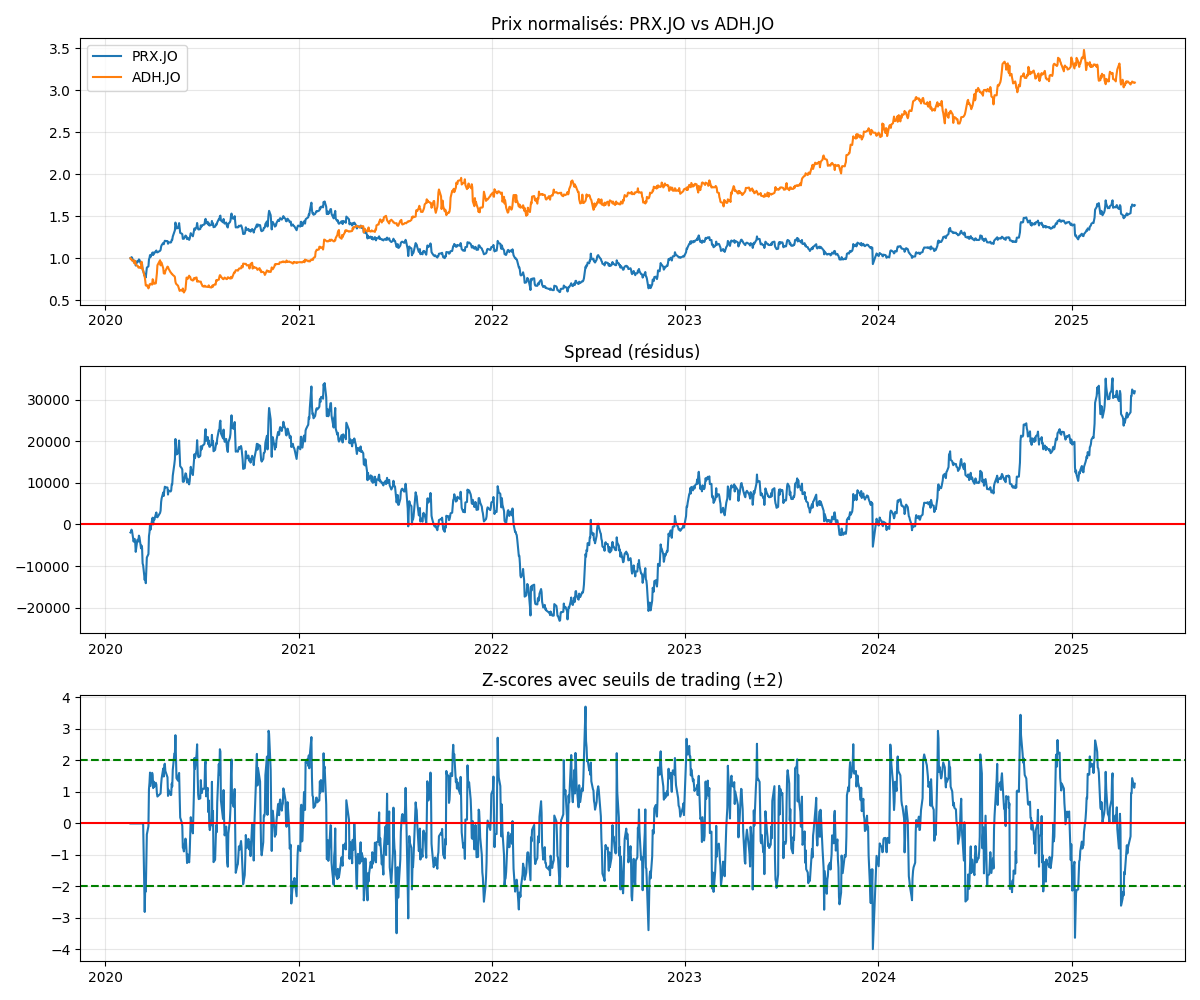 Prix normalisés: PRX.JO vs ADH.JO
PRX.JO
ADH.JO
3.5
3.0
2.5
2.0
1.5
1.0
0.5
2020 2021 2022 2023 2024 2025
Spread (résidus)
30000
20000
10000
0
−10000
−20000
2020 2021 2022 2023 2024 2025
Z-scores avec seuils de trading (±2)
4
3
2
1
0
−1
−2
−3
−4
2020 2021 2022 2023 2024 2025